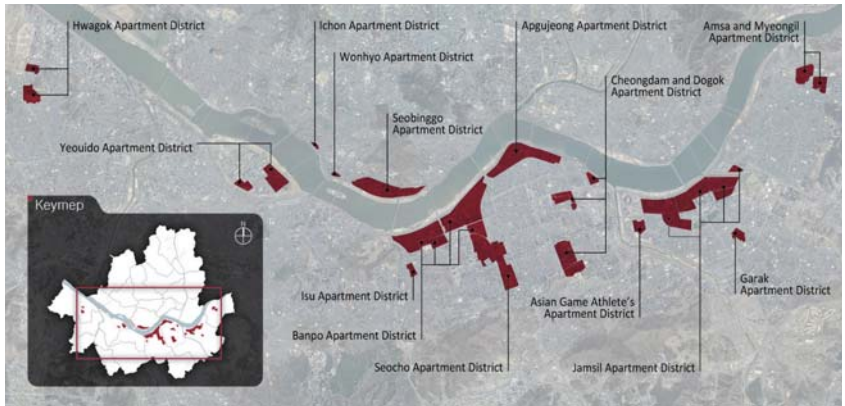 Hwagok Apartment District
Ichon Apartment District
Apgujeong Apartment District
Amsa and Myeongil
Apartment District
Wonhyo Apartment District
Cheongdam and Dogok
Apartment District
Seobinggo
Apartment District
Yeouido Apartment District
Keymep
N
Isu Apartment District
Asian Game Athlete's
Apartment District
Garak
Apartment District
Banpo Apartment District
Seocho Apartment District
Jamsil Apartment District